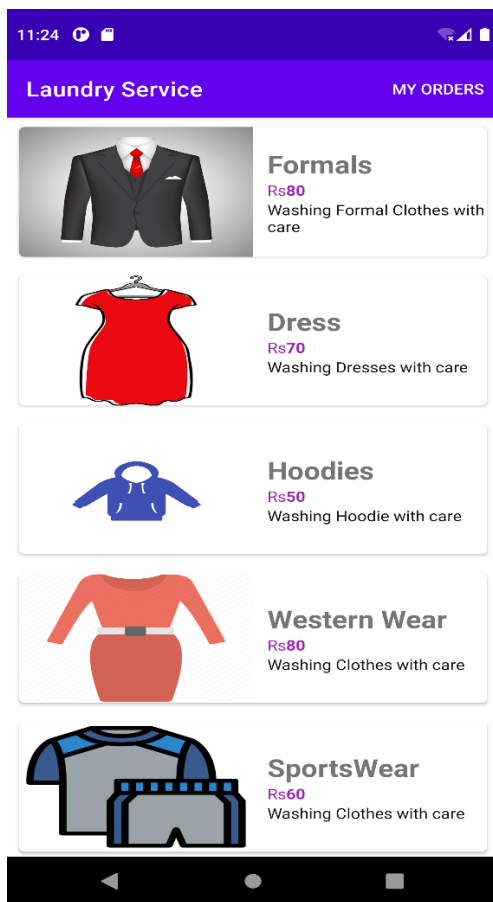 11:24
Laundry Service
MY ORDERS
Formals
Rs80
Washing Formal Clothes with
care
Dress
Rs70
Washing Dresses with care
Hoodies
Rs50
Washing Hoodie with care
Western Wear
Rs80
Washing Clothes with care
SportsWear
Rs60
Washing Clothes with care